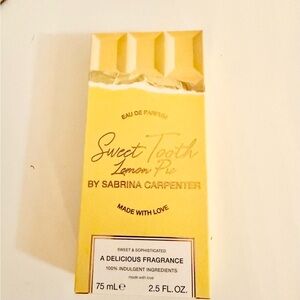 EAU DE PARFUM
Sweet Tooth
Lemon Pie
BY SABRINA CARPENTER
MADE WITH LOVE
SWEET & SOPHISTICATED
A DELICIOUS FRAGRANCE
100% INDULGENT INGREDIENTS
made with love
75 mL℮ 2.5 FL.OZ.